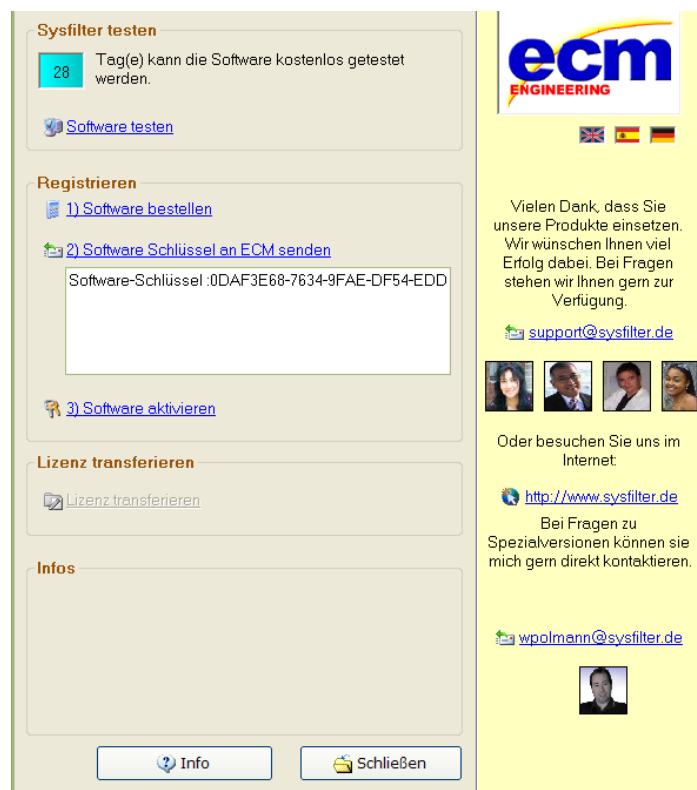 Sysfilter testen
28
Tag(e) kann die Software kostenlos getestet
werden.
Software testen
Registrieren
1) Software bestellen
2) Software Schlüssel an ECM senden
Software-Schlüssel :0DAF3E68-7634-9FAE-DF54-EDD
3) Software aktivieren
Lizenz transferieren
Lizenz transferieren
Infos
Info
Schließen
ecm
ENGINEERING
Vielen Dank, dass Sie
unsere Produkte einsetzen.
Wir wünschen Ihnen viel
Erfolg dabei. Bei Fragen
stehen wir Ihnen gern zur
Verfügung.
support@sysfilter.de
Oder besuchen Sie uns im
Internet:
http://www.sysfilter.de
Bei Fragen zu
Spezialversionen können sie
mich gern direkt kontaktieren.
wpolmann@sysfilter.de